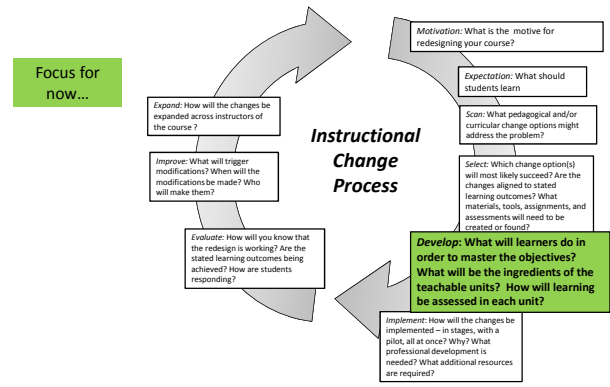 Focus for
now…
Motivation: What is the motive for
redesigning your course?
Expectation: What should
students learn
Scan: What pedagogical and/or
curricular change options might
address the problem?
Select: Which change option(s)
will most likely succeed? Are the
changes aligned to stated
learning outcomes? What
materials, tools, assignments, and
assessments will need to be
created or found?
Develop: What will learners do in
order to master the objectives?
What will be the ingredients of the
teachable units? How will learning
be assessed in each unit?
Implement: How will the changes be
implemented – in stages, with a
pilot, all at once? Why? What
professional development is
needed? What additional resources
are required?
Evaluate: How will you know that
the redesign is working? Are the
stated learning outcomes being
achieved? How are students
responding?
Improve: What will trigger
modifications? When will the
modifications be made? Who
will make them?
Expand: How will the changes be
expanded across instructors of
the course ?
Instructional
Change
Process